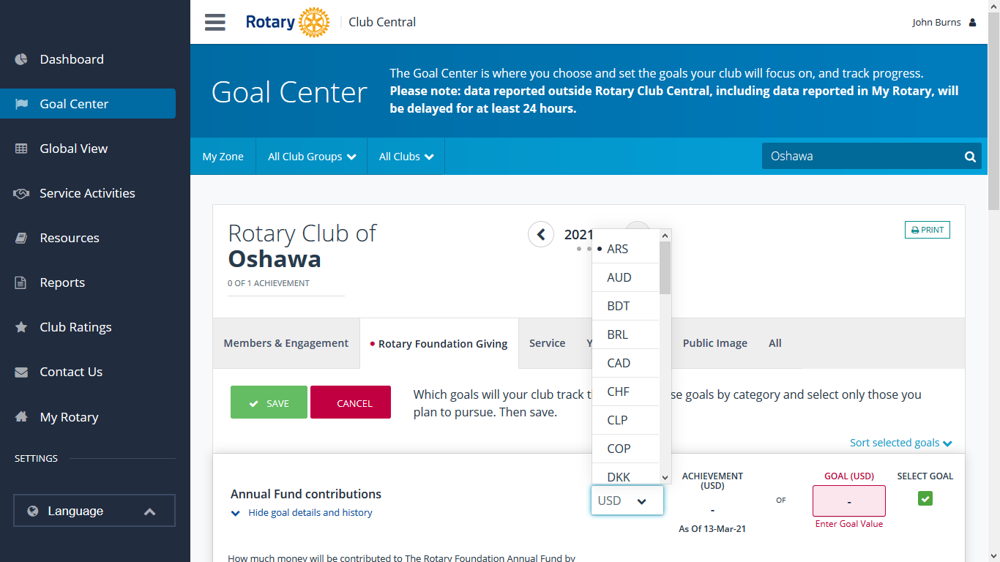 Dashboard
Goal Center
Global View
Service Activities
Resources
Reports
Club Ratings
Contact Us
My Rotary
SETTINGS
Language
Rotary
Club Central
John Burns
Goal Center
The Goal Center is where you choose and set the goals your club will focus on, and track progress.
Please note: data reported outside Rotary Club Central, including data reported in My Rotary, will
be delayed for at least 24 hours.
My Zone
All Club Groups
All Clubs
Oshawa
Rotary Club of
Oshawa
0 OF 1 ACHIEVEMENT
2021
PRINT
Members & Engagement
Rotary Foundation Giving
Service
Y
Public Image
All
SAVE
CANCEL
Which goals will your club track t se goals by category and select only those you
plan to pursue. Then save.
Sort selected goals
ARS
AUD
BDT
BRL
CAD
CHF
CLP
COP
DKK
USD
Annual Fund contributions
Hide goal details and history
ACHIEVEMENT
(USD)
-
As Of 13-Mar-21
OF
GOAL (USD)
-
Enter Goal Value
SELECT GOAL
How much money will be contributed to The Rotary Foundation Annual Fund by